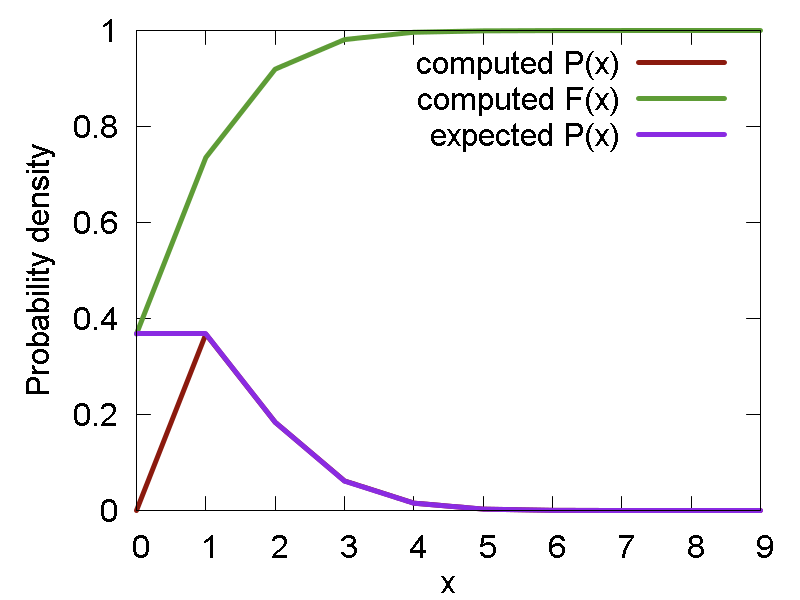 1
0.8
0.6
0.4
0.2
0
Probability density
computed P(x)
computed F(x)
expected P(x)
0 1 2 3 4 5 6 7 8 9
x